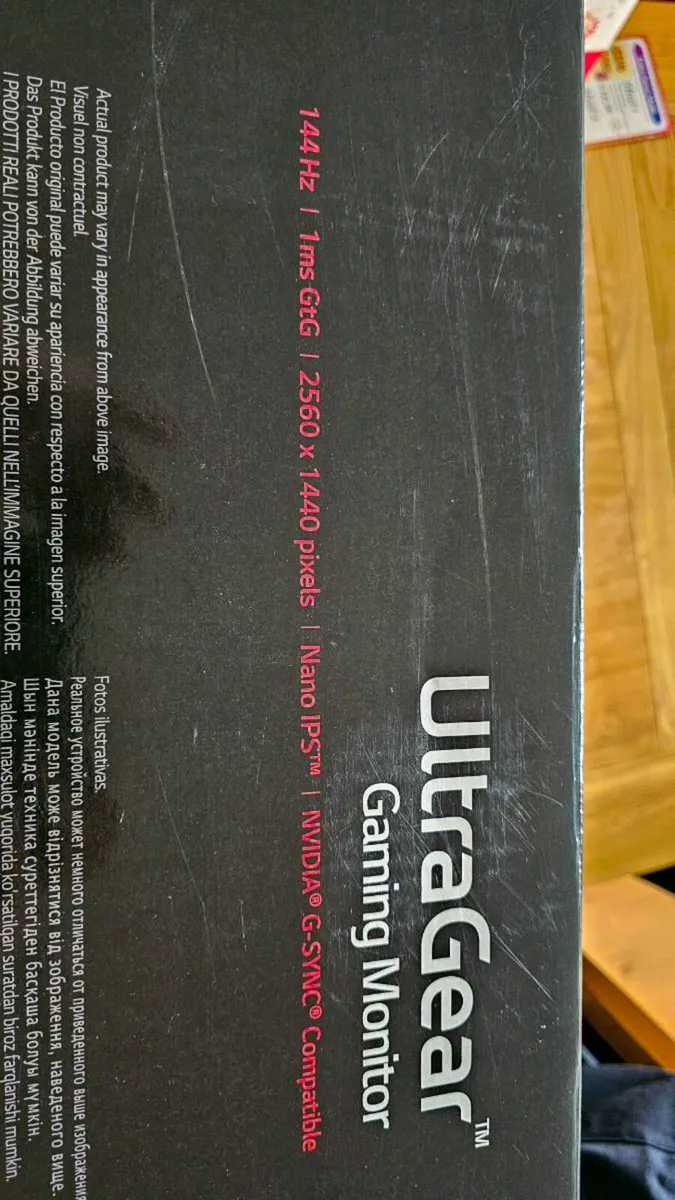 UltraGear™
Gaming Monitor
144 Hz | 1ms GtG | 2560 x 1440 pixels | Nano IPS™ | NVIDIA® G-SYNC® Compatible
Actual product may vary in appearance from above image.
Visuel non contractuel.
El Producto original puede variar su apariencia con respecto a la imagen superior.
Das Produkt kann von der Abbildung abweichen.
I PRODOTTI REALI POTREBBERO VARIARE DA QUELLI NELL'IMMAGINE SUPERIORE.
Fotos ilustrativas.
Реальное устройство может немного отличаться от приведенного выше изображения
Дана модель може відрізнятися від зображення, наведеного вище.
Шын мәнінде техника суреттегіден басқаша болуы мүмкін.
Amaldagi maxsulot yuqorida ko'rsatilgan suratdan biroz farqlanishi mumkin.